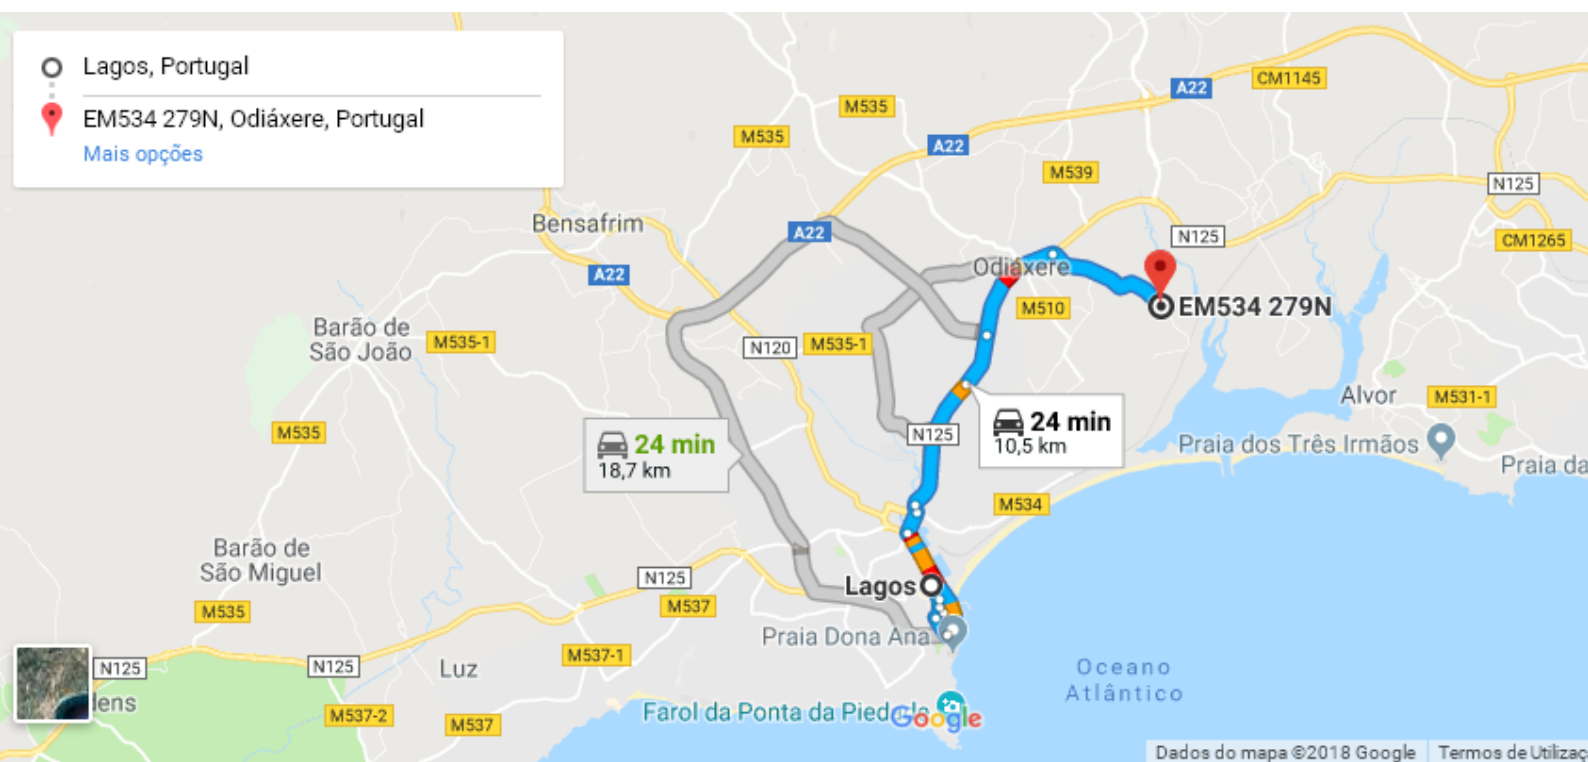 Lagos, Portugal
EM534 279N, Odiáxere, Portugal
Mais opções
A22
CM1145
M535
M535
A22
M539
N125
Bensafrim
A22
N125
CM1265
A22
Odiáxere
EM534 279N
M510
Barão de
São João
M535-1
N120
M535-1
Alvor
M531-1
24 min
10,5 km
M535
N125
24 min
18,7 km
Praia dos Três Irmãos
Praia da
M534
Barão de
São Miguel
N125
Lagos
M535
M537
Praia Dona Ana
N125
N125
Luz
M537-1
Oceano
Atlântico
dens
M537-2
M537
Farol da Ponta da Piedade
Google
Dados do mapa ©2018 Google
Termos de Utilizaç